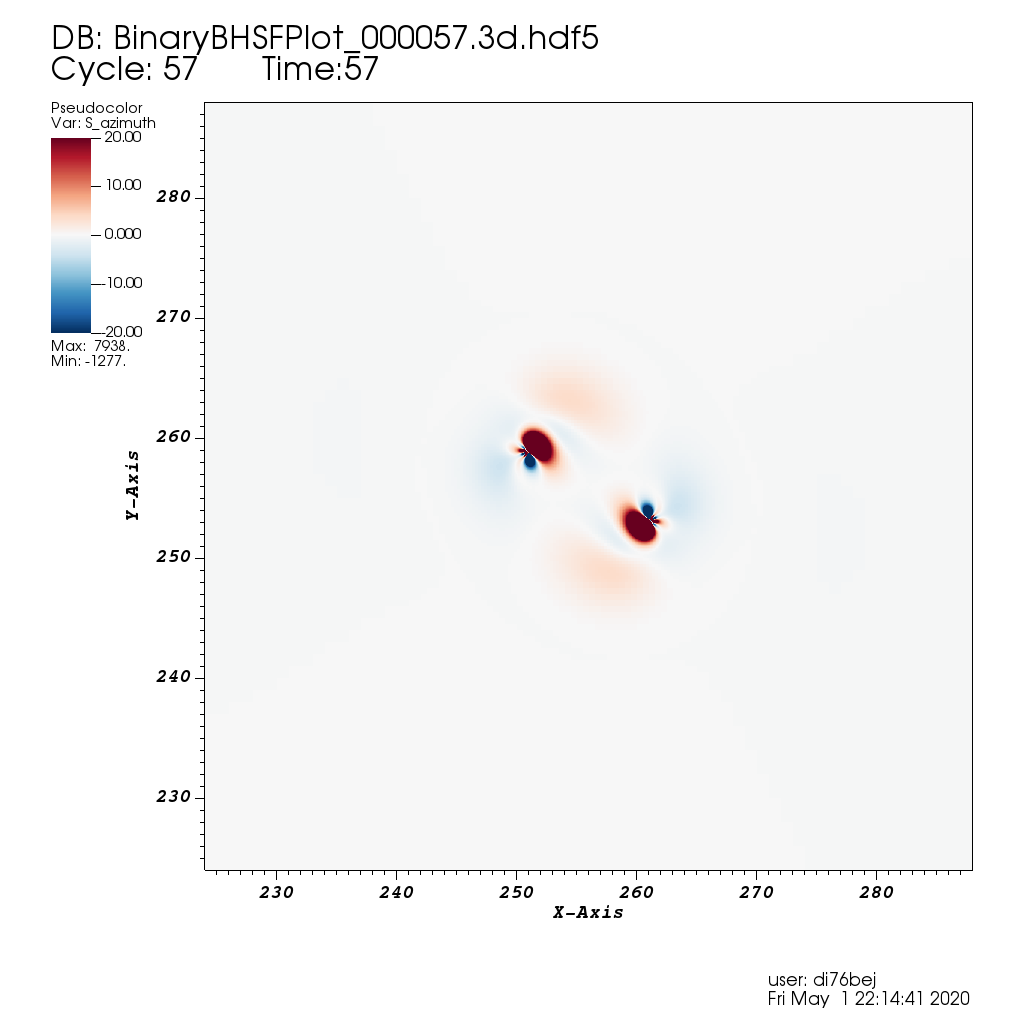 DB: BinaryBHSFPlot_000057.3d.hdf5
Cycle: 57 Time:57
Pseudocolor
Var: S_azimuth
20.00
10.00
0.000
-10.00
-20.00
Max: 7938.
Min: -1277.
280
270
260
250
240
230
Y-Axis
230 240 250 260 270 280
X-Axis
user: di76bej
Fri May 1 22:14:41 2020